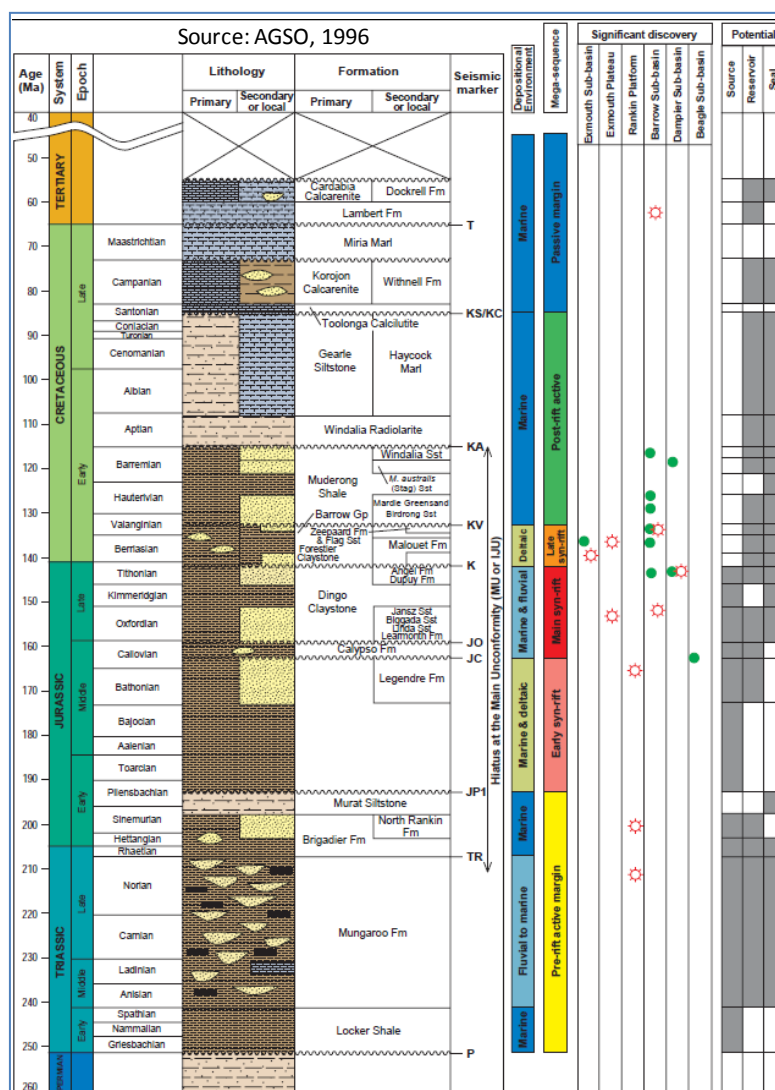 Source: AGSO, 1996
Age
(Ma)
System
Epoch
Lithology
Formation
Seismic
marker
Primary
Secondary
or local
Primary
Secondary
or local
Depositional
Environment
Mega-sequence
Significant discovery
Exmouth Sub-basin
Exmouth Plateau
Rankin Platform
Barrow Sub-basin
Dampier Sub-basin
Beagle Sub-basin
Potential
Source
Reservoir
Seal
40
50
60
70
80
90
100
110
120
130
140
150
160
170
180
190
200
210
220
230
240
250
260
TERTIARY
CRETACEOUS
JURASSIC
TRIASSIC
PERMIAN
Late
Early
Late
Middle
Early
Late
Middle
Early
Maastrichtian
Campanian
Santonian
Coniacian
Turonian
Cenomanian
Albian
Aptian
Barremian
Hauterivian
Valanginian
Berriasian
Tithonian
Kimmeridgian
Oxfordian
Callovian
Bathonian
Bajocian
Aalenian
Toarcian
Pliensbachian
Sinemurian
Hettangian
Rhaetian
Norian
Carnian
Ladinian
Anisian
Spathian
Nammalian
Griesbachian
Cardabia
Calcarenite
Dockrell Fm
Lambert Fm
Miria Marl
Korojon
Calcarenite
Withnell Fm
Toolonga Calcilutite
Gearle
Siltstone
Haycock
Marl
Windalia Radiolarite
Muderong
Shale
Windalia Sst
M. australis
(Stag) Sst
Mardie Greensand
Birdrong Sst
Barrow Gp
Zeepaard Fm
& Flag Sst
Forestier
Claystone
Malouet Fm
Dingo
Claystone
Angel Fm
Dupuy Fm
Jansz Sst
Biggada Sst
Linda Sst
Learmonth Fm
Calypso Fm
Legendre Fm
Murat Siltstone
Brigadier Fm
North Rankin
Fm
Mungaroo Fm
Locker Shale
T
KS/KC
KA
KV
K
JO
JC
JP1
TR
P
Hiatus at the Main Unconformity (MU or IJU)
Marine
Marine
Deltaic
Marine & fluvial
Marine & deltaic
Marine
Fluvial to marine
Marine
Passive margin
Post-rift active
Late
syn-rift
Main syn-rift
Early syn-rift
Pre-rift active margin